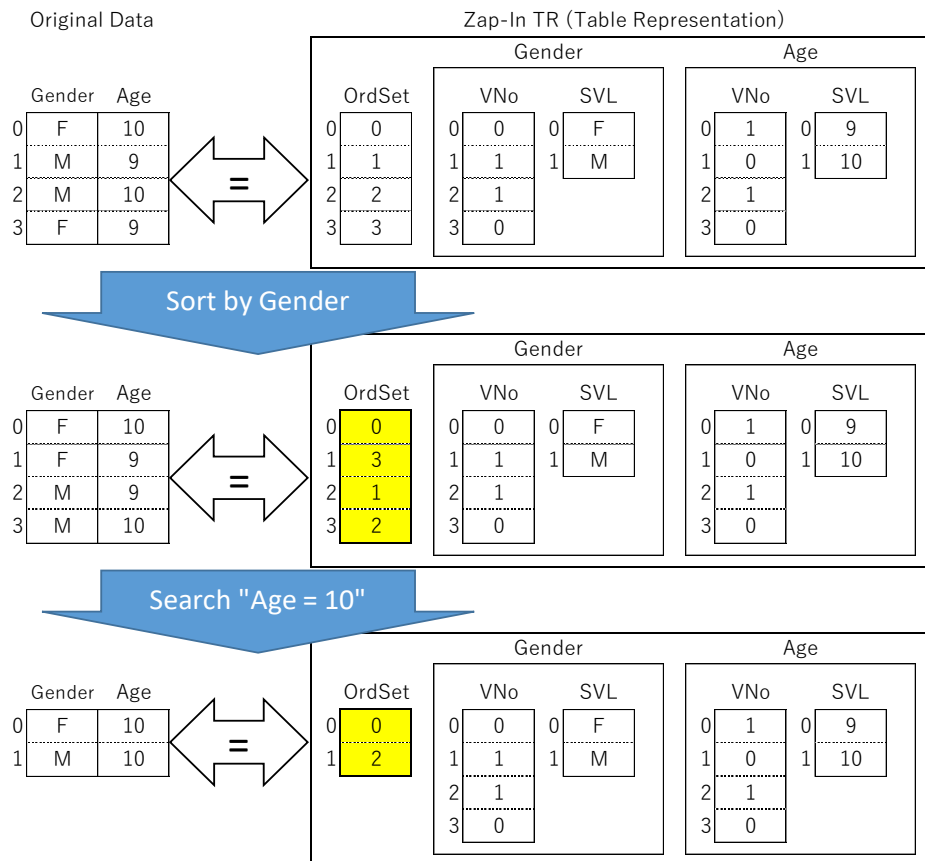 Original Data Zap-In TR (Table Representation)
Gender Age
Gender Age OrdSet VNo SVL VNo SVL
0 F 10 0 0 0 0 0 F 0 1 0 9
1 M 9 = 1 1 1 1 1 M 1 0 1 10
2 M 10 2 2 2 1 2 1
3 F 9 3 3 3 0 3 0
Sort by Gender
Gender Age
Gender Age OrdSet VNo SVL VNo SVL
0 F 10 0 0 0 0 0 F 0 1 0 9
1 F 9 = 1 3 1 1 1 M 1 0 1 10
2 M 9 2 1 2 1 2 1
3 M 10 3 2 3 0 3 0
Search "Age = 10"
Gender Age
Gender Age OrdSet VNo SVL VNo SVL
0 F 10 0 0 0 0 0 F 0 1 0 9
1 M 10 = 1 2 1 1 1 M 1 0 1 10
2 1 2 1
3 0 3 0